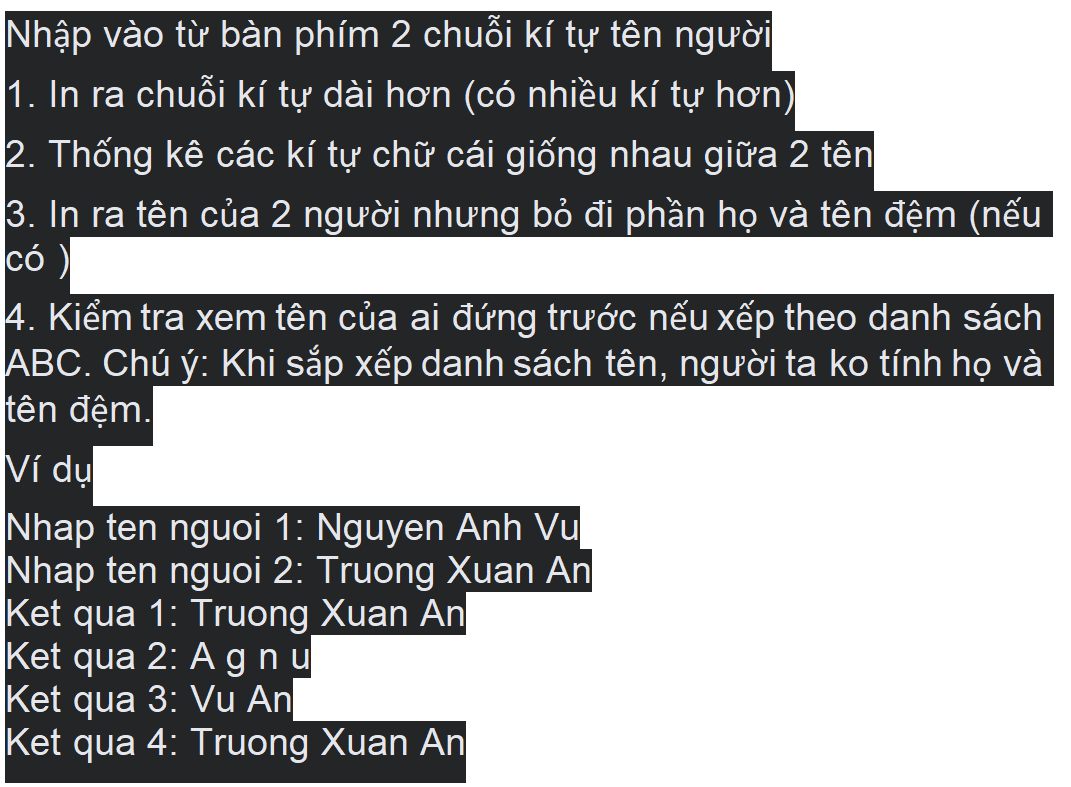 Nhập vào từ bàn phím 2 chuỗi kí tự tên người
1. In ra chuỗi kí tự dài hơn (có nhiều kí tự hơn)
2. Thống kê các kí tự chữ cái giống nhau giữa 2 tên
3. In ra tên của 2 người nhưng bỏ đi phần họ và tên đệm (nếu
có )
4. Kiểm tra xem tên của ai đứng trước nếu xếp theo danh sách
ABC. Chú ý: Khi sắp xếp danh sách tên, người ta ko tính họ và
tên đệm.
Ví dụ
Nhap ten nguoi 1: Nguyen Anh Vu
Nhap ten nguoi 2: Truong Xuan An
Ket qua 1: Truong Xuan An
Ket qua 2: A g n u
Ket qua 3: Vu An
Ket qua 4: Truong Xuan An